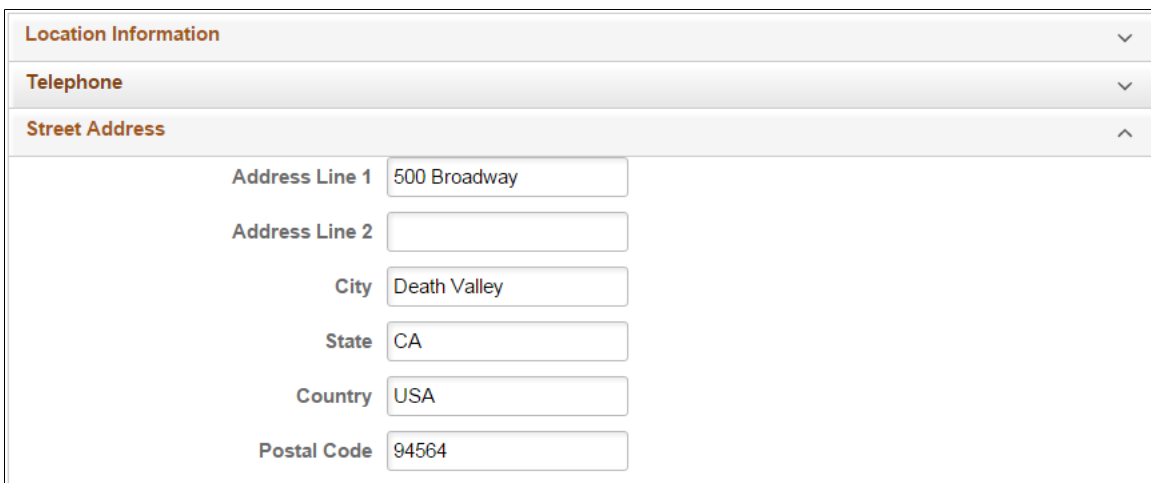 Location Information
Telephone
Street Address
Address Line 1 500 Broadway
Address Line 2
City Death Valley
State CA
Country USA
Postal Code 94564